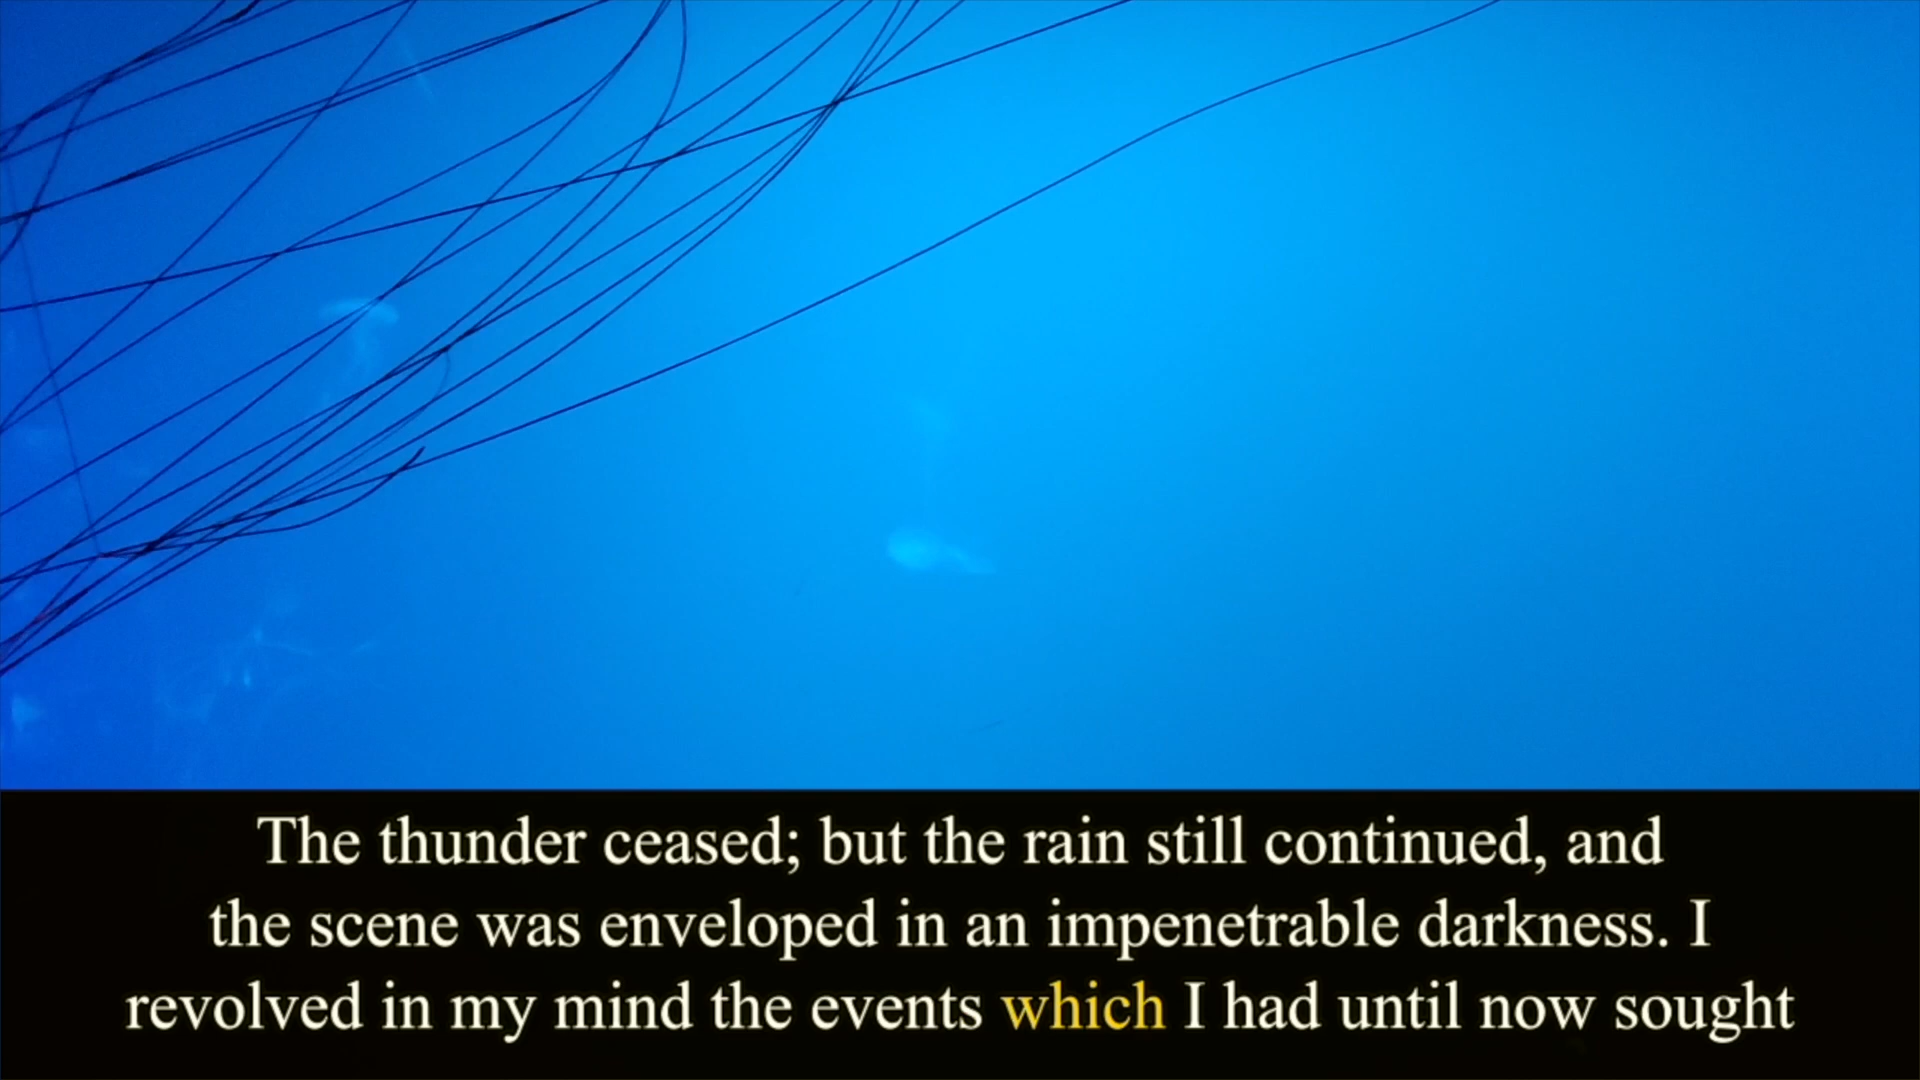 The thunder ceased; but the rain still continued, and
the scene was enveloped in an impenetrable darkness. I
revolved in my mind the events which I had until now sought